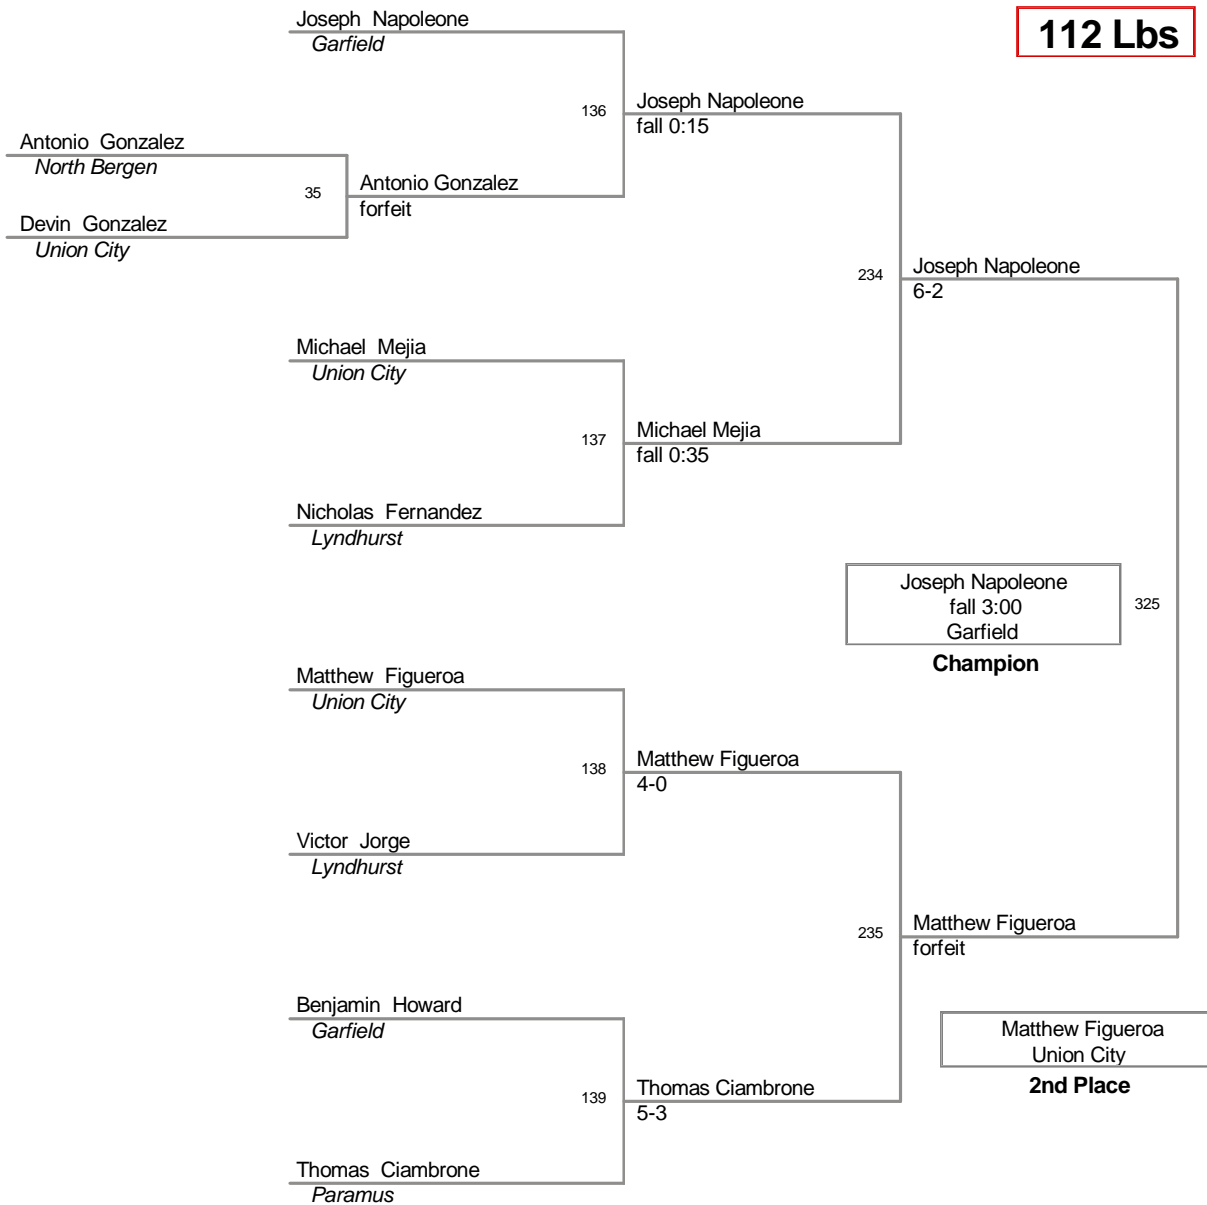 Joseph Napoleone
Garfield
112 Lbs
136
Joseph Napoleone
fall 0:15
Antonio Gonzalez
North Bergen
35
Antonio Gonzalez
forfeit
Devin Gonzalez
Union City
234
Joseph Napoleone
6-2
Michael Mejia
Union City
137
Michael Mejia
fall 0:35
Nicholas Fernandez
Lyndhurst
Joseph Napoleone
fall 3:00
Garfield
325
Champion
Matthew Figueroa
Union City
138
Matthew Figueroa
4-0
Victor Jorge
Lyndhurst
235
Matthew Figueroa
forfeit
Benjamin Howard
Garfield
Matthew Figueroa
Union City
2nd Place
139
Thomas Ciambrone
5-3
Thomas Ciambrone
Paramus